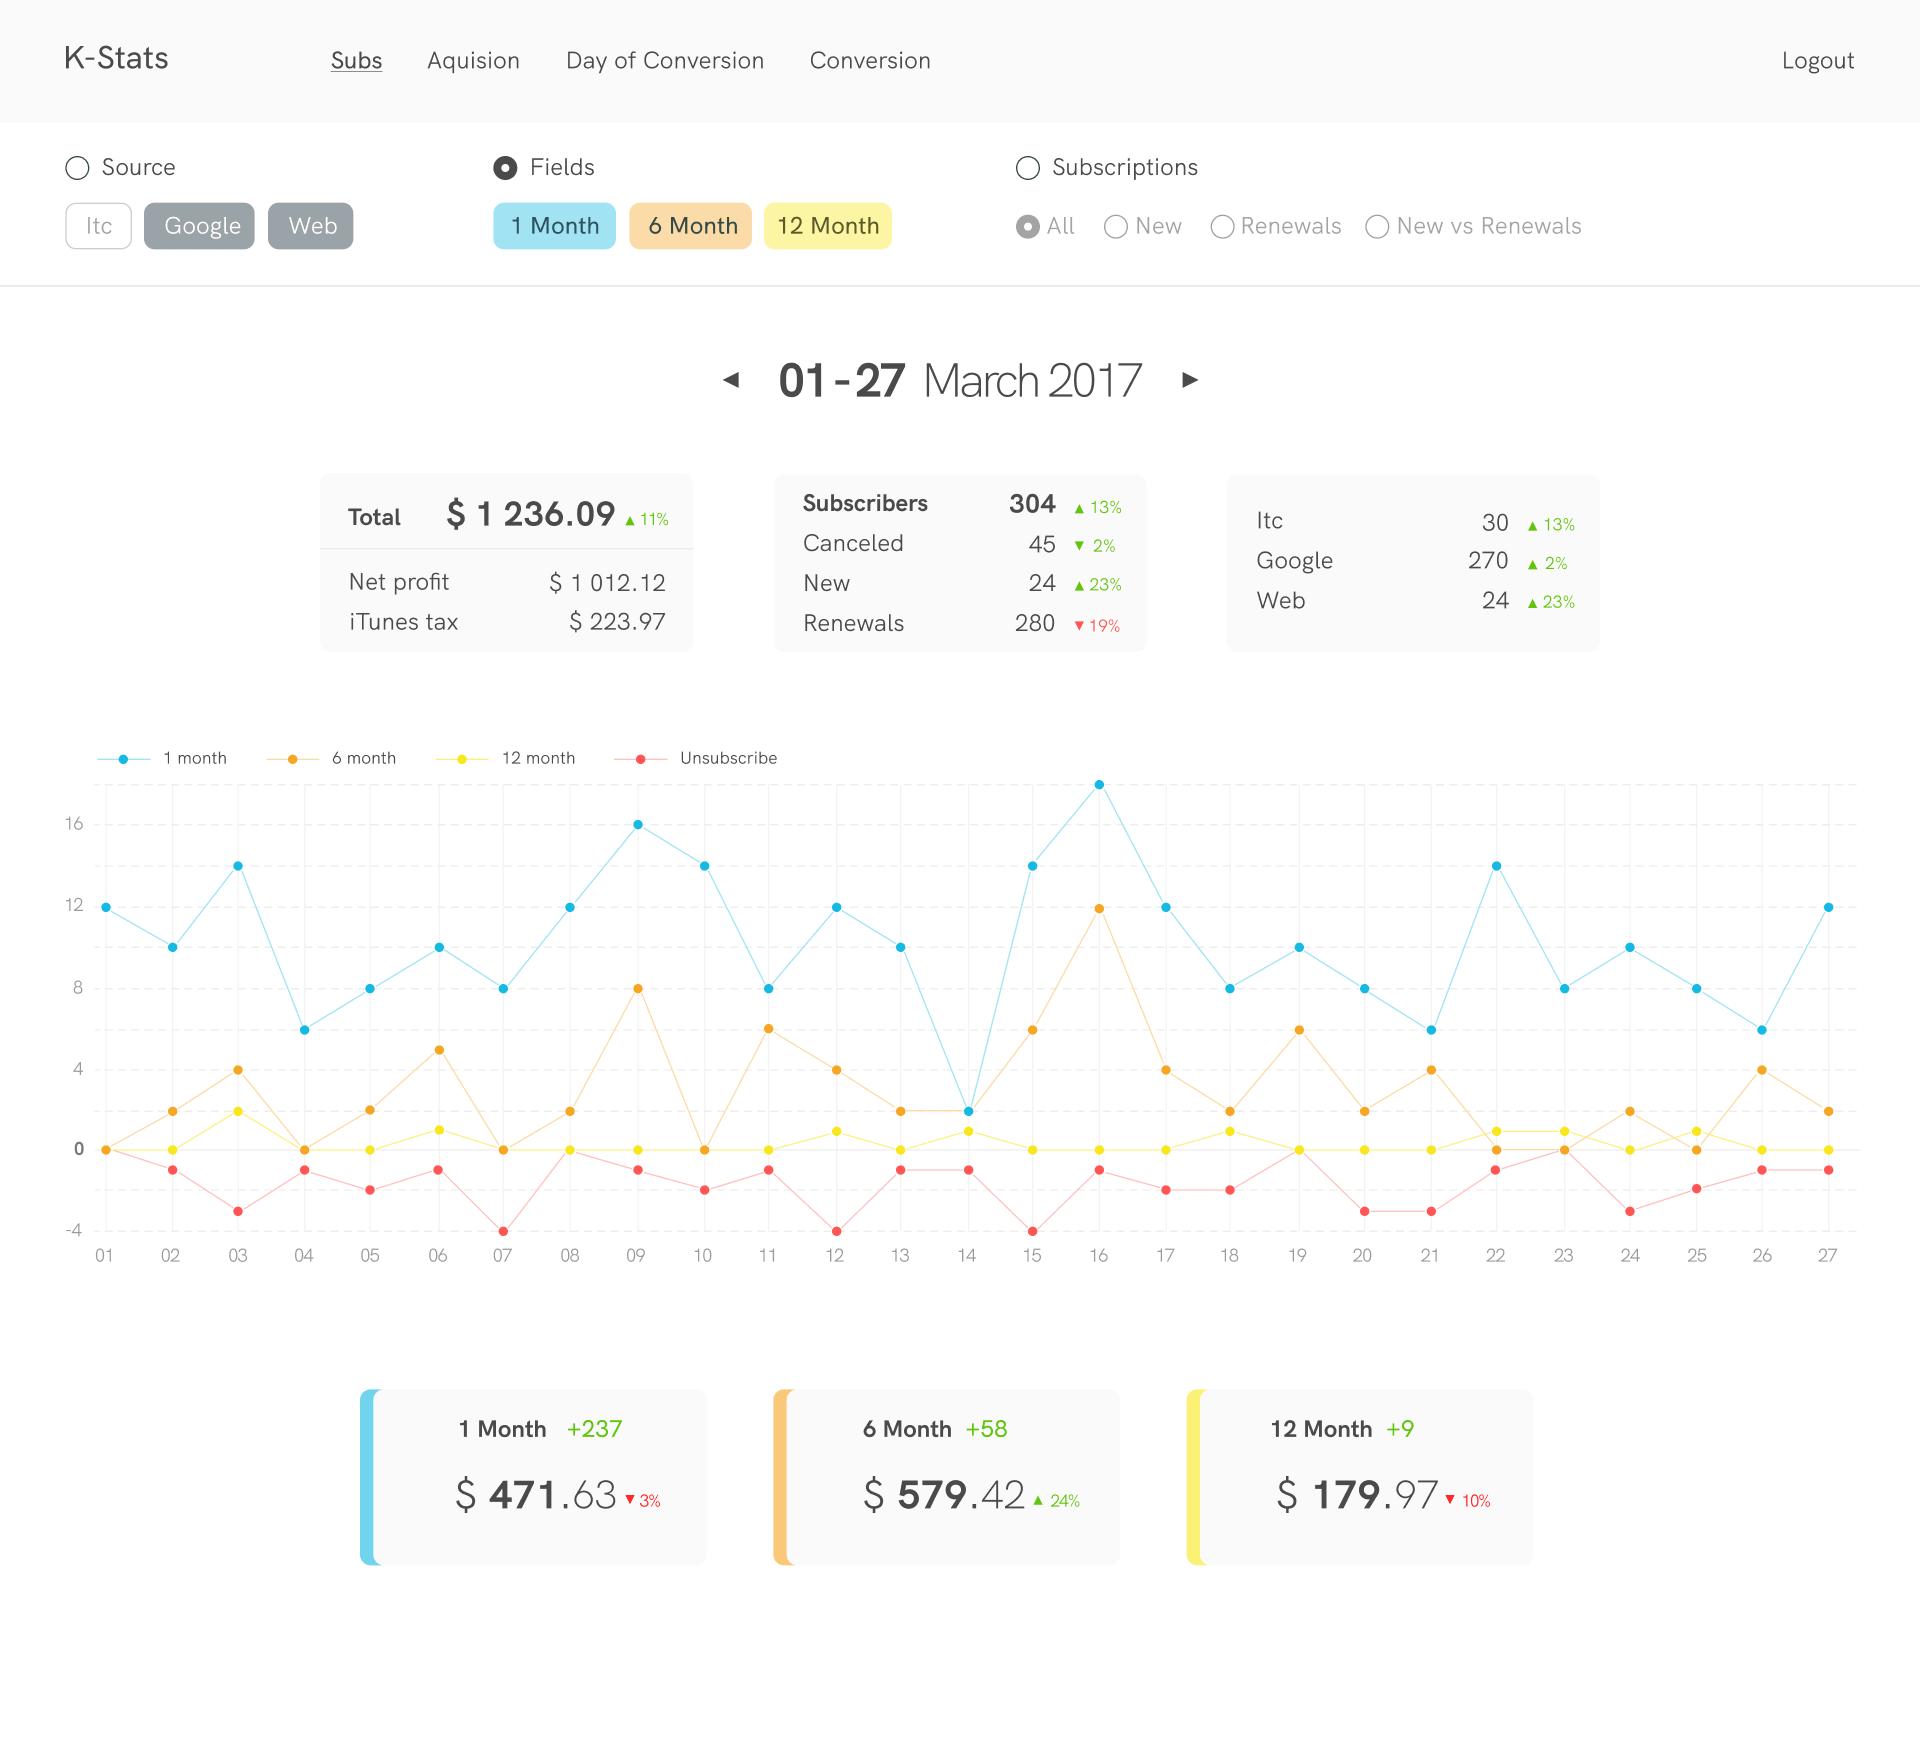 K-Stats Subs Aquision Day of Conversion Conversion Logout
Source Fields Subscriptions
Itc Google Web 1 Month 6 Month 12 Month All New Renewals New vs Renewals
◀ 01 - 27 March 2017 ▶
Total $ 1 236.09 ▲ 11%
Net profit $ 1 012.12
iTunes tax $ 223.97
Subscribers 304 ▲ 13%
Canceled 45 ▼ 2%
New 24 ▲ 23%
Renewals 280 ▼ 19%
Itc 30 ▲ 13%
Google 270 ▲ 2%
Web 24 ▲ 23%
1 month 6 month 12 month Unsubscribe
16
12
8
4
0
-4
01 02 03 04 05 06 07 08 09 10 11 12 13 14 15 16 17 18 19 20 21 22 23 24 25 26 27
1 Month +237
$ 471.63 ▼ 3%
6 Month +58
$ 579.42 ▲ 24%
12 Month +9
$ 179.97 ▼ 10%